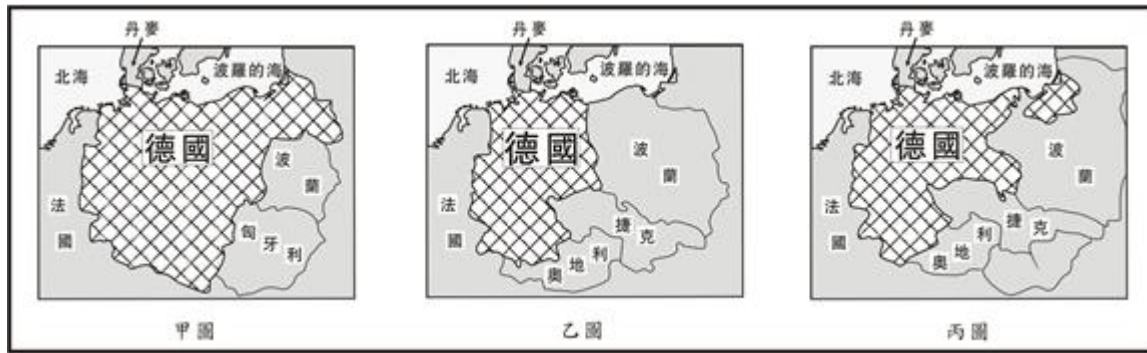 丹麥
北海
波羅的海
德國
波蘭
法國
匈牙利
甲圖
丹麥
北海
波羅的海
德國
波蘭
法國
捷克
奧地利
乙圖
丹麥
北海
波羅的海
德國
波蘭
法國
捷克
奧地利
丙圖